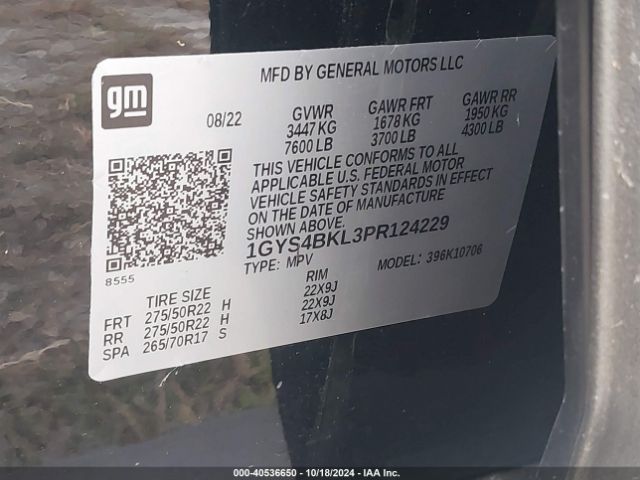 gm
MFD BY GENERAL MOTORS LLC
08/22 GVWR GAWR FRT GAWR RR
3447 KG 1678 KG 1950 KG
7600 LB 3700 LB 4300 LB
THIS VEHICLE CONFORMS TO ALL
APPLICABLE U.S. FEDERAL MOTOR
VEHICLE SAFETY STANDARDS IN EFFECT
ON THE DATE OF MANUFACTURE
SHOWN ABOVE.
1GYS4BKL3PR124229
TYPE: MPV MODEL: 396K10706
8555
TIRE SIZE RIM
FRT 275/50R22 H 22X9J
RR 275/50R22 H 22X9J
SPA 265/70R17 S 17X8J
000-40536650 | 10/18/2024 | IAA Inc.